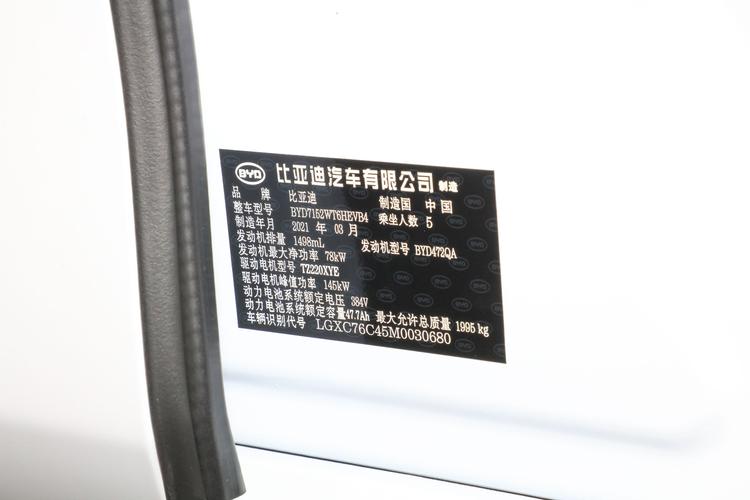 BYD 比亚迪汽车有限公司 制造
品 牌 比亚迪 制造国 中国
整车型号 BYD7152WT6HEVB4 乘坐人数 5
制造年月 2021 年 03 月
发动机排量 1498mL 发动机型号 BYD472QA
发动机最大净功率 78kW
驱动电机型号 TZ220XYE
驱动电机峰值功率 145kW
动力电池系统额定电压 384V
动力电池系统额定容量47.7Ah 最大允许总质量 1995 kg
车辆识别代号 LGXC76C45M0030680